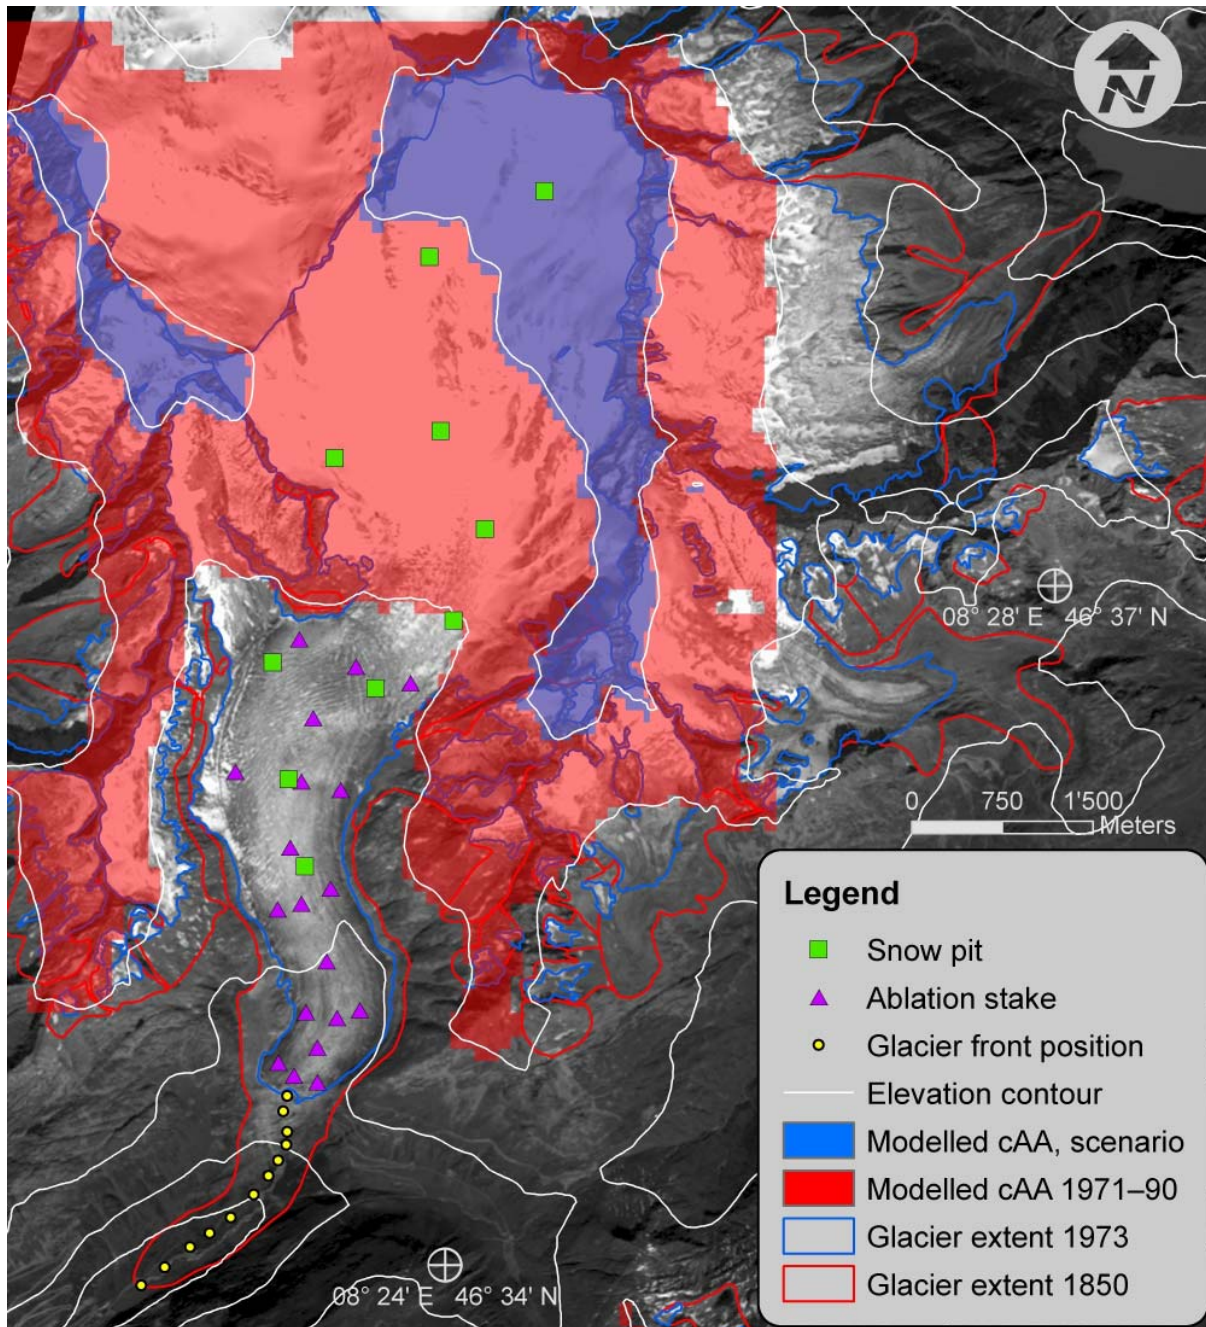 N
08° 28' E 46° 37' N
0 750 1'500
Meters
Legend
Snow pit
Ablation stake
Glacier front position
Elevation contour
Modelled cAA, scenario
Modelled cAA 1971–90
Glacier extent 1973
Glacier extent 1850
08° 24' E 46° 34' N